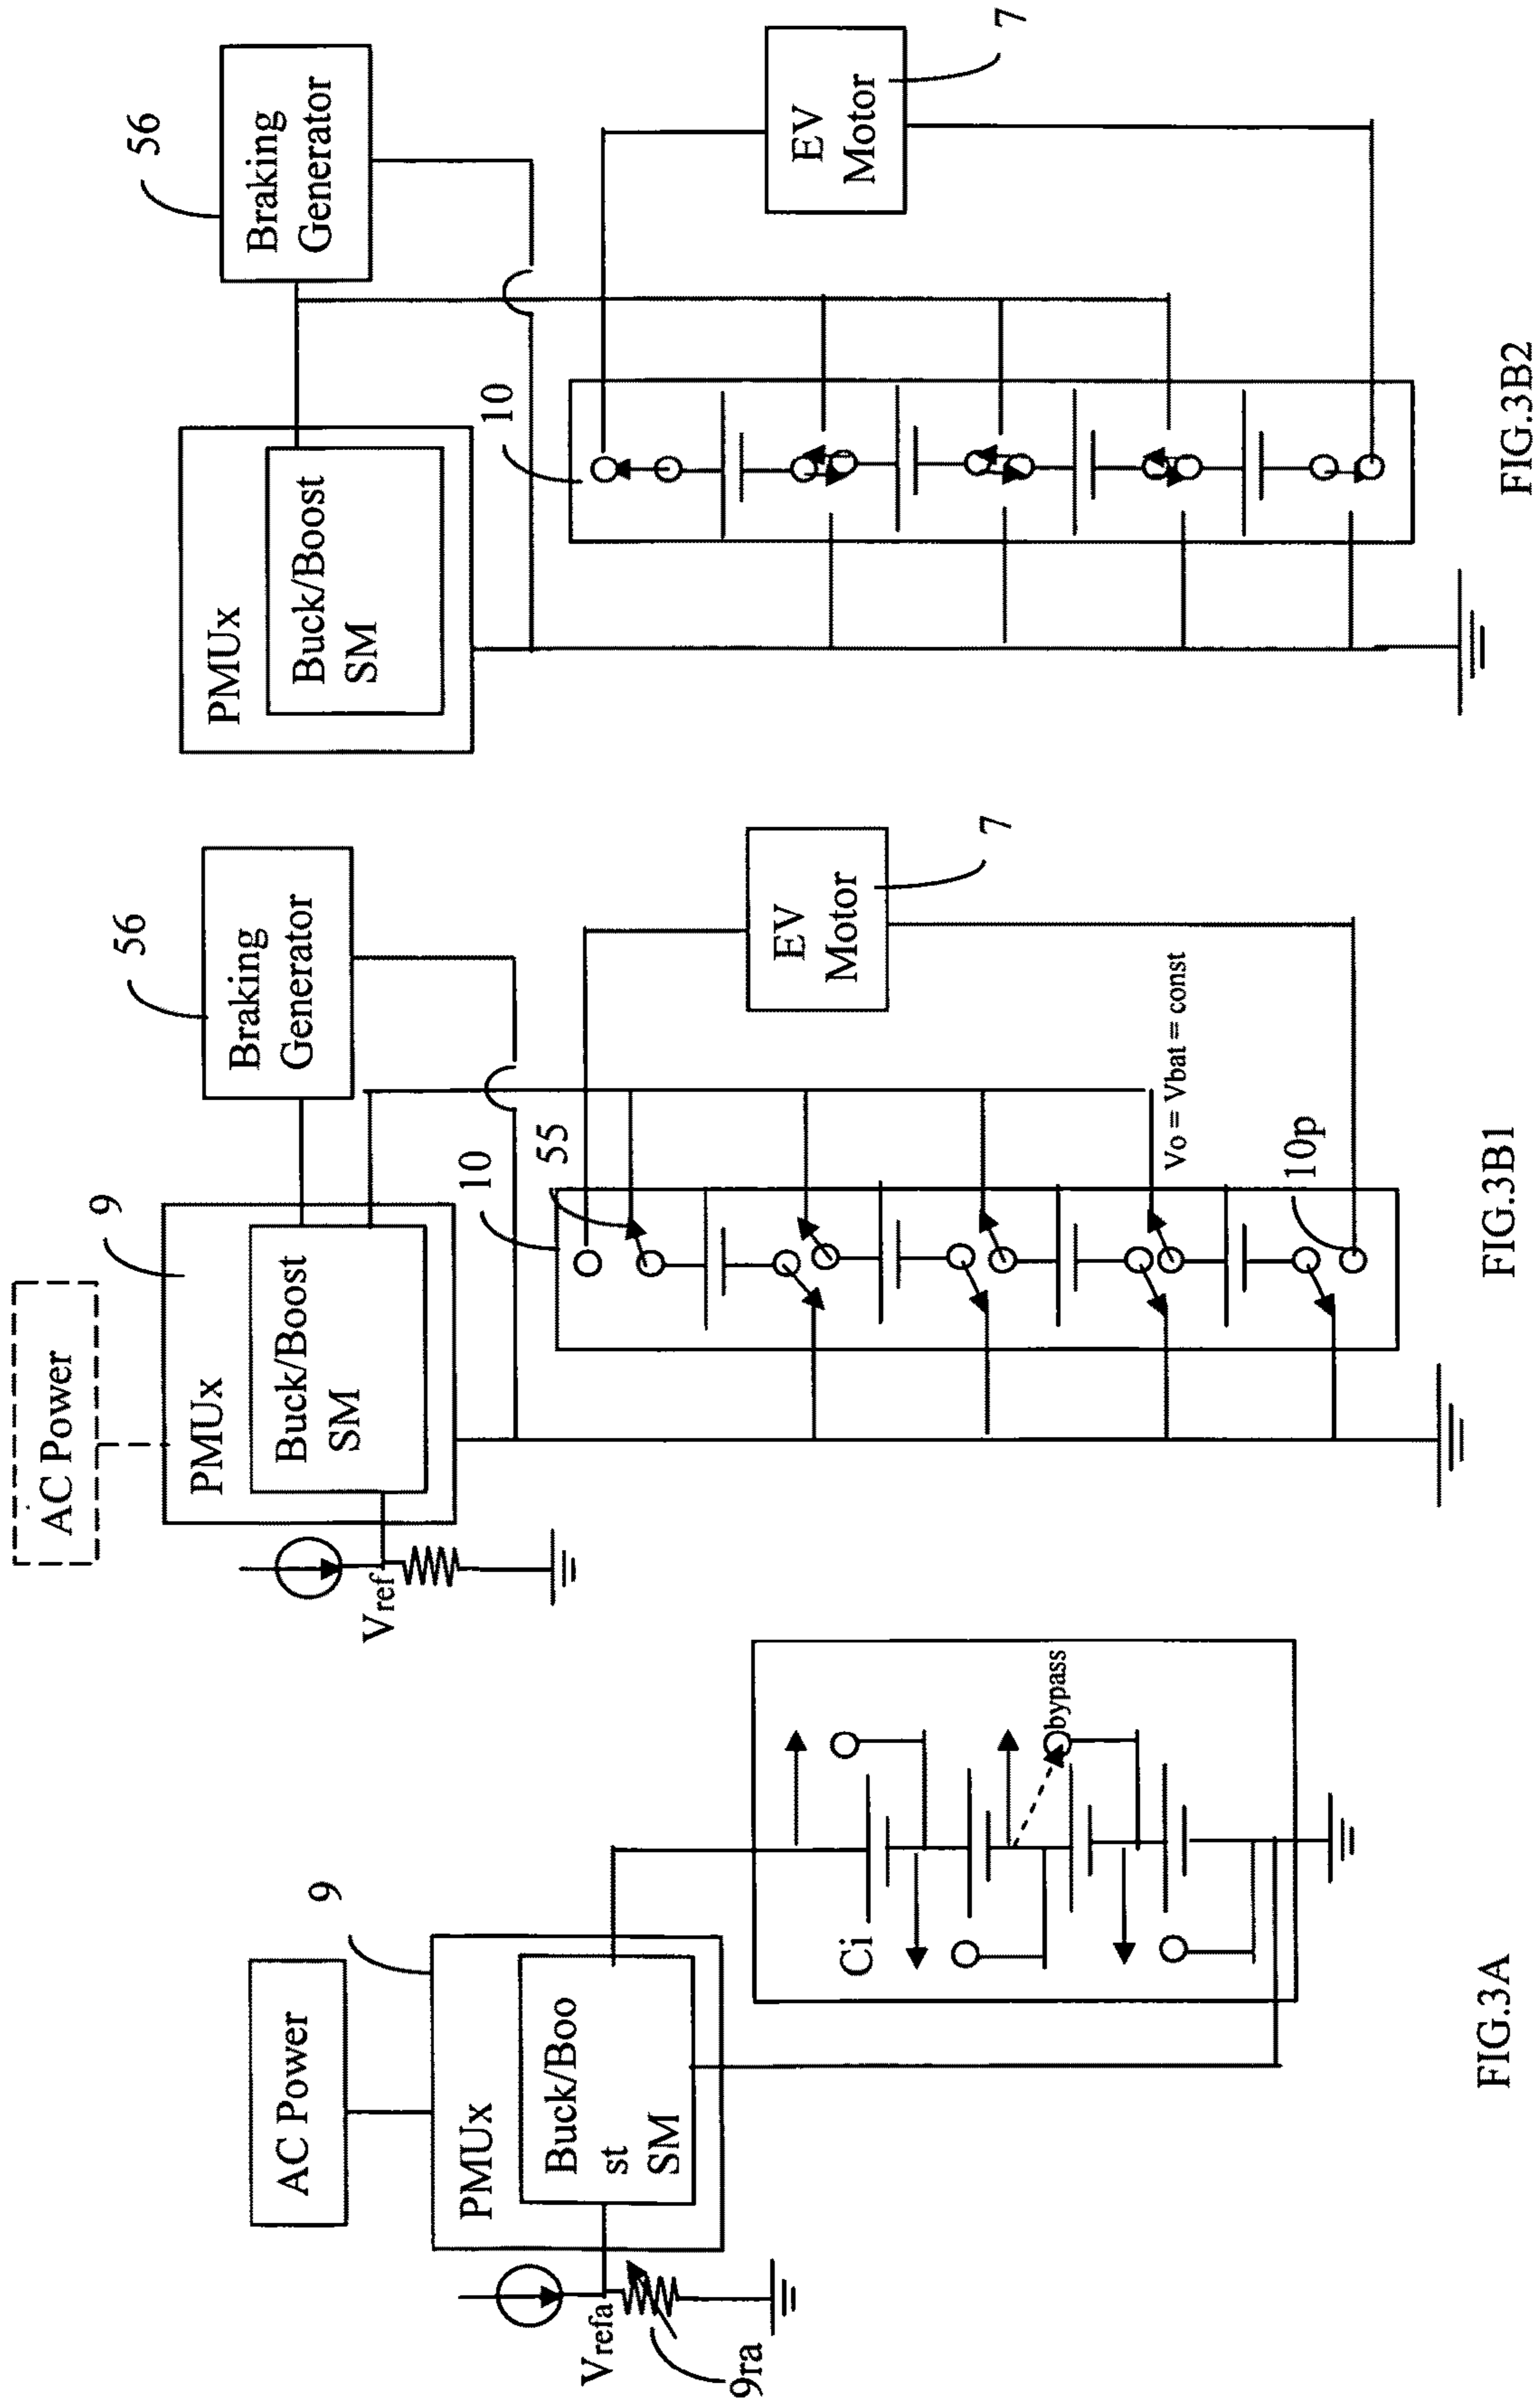 AC Power
9
PMUx
Buck/Boo
st
SM
Vrefa
9ra
Ci
bypass
FIG.3A
AC Power
9
PMUx
Buck/Boost
SM
Vref
56
Braking
Generator
10
55
EV
Motor
7
Vo = Vbat = const
10p
FIG.3B1
PMUx
Buck/Boost
SM
56
Braking
Generator
10
EV
Motor
7
FIG.3B2